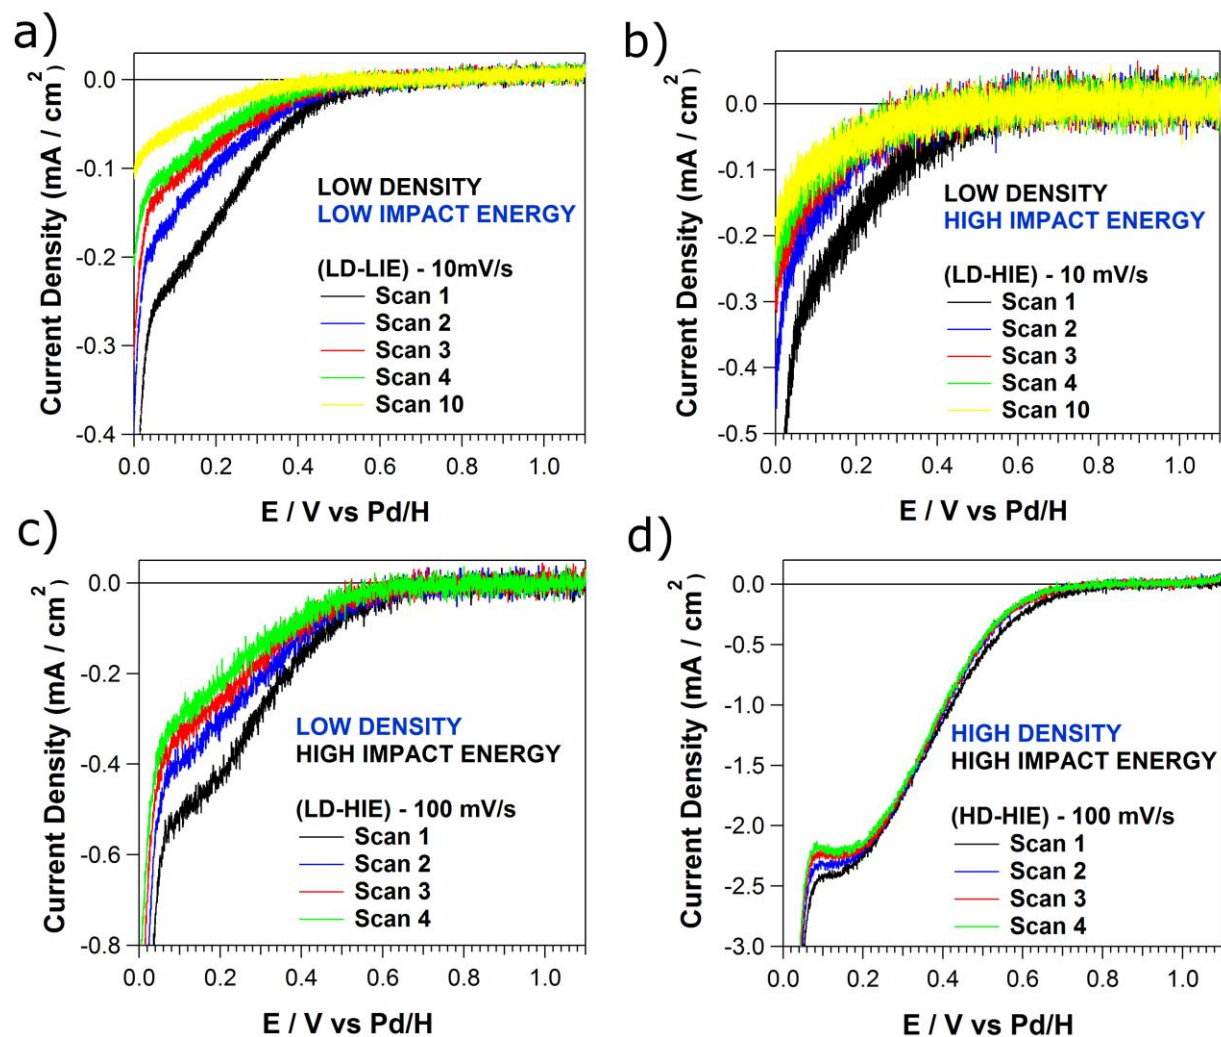 a)
Current Density (mA / cm2)
0.0
-0.1
-0.2
-0.3
-0.4
LOW DENSITY
LOW IMPACT ENERGY
(LD-LIE) - 10mV/s
Scan 1
Scan 2
Scan 3
Scan 4
Scan 10
0.0 0.2 0.4 0.6 0.8 1.0
E / V vs Pd/H
b)
Current Density (mA / cm2)
0.0
-0.1
-0.2
-0.3
-0.4
-0.5
LOW DENSITY
HIGH IMPACT ENERGY
(LD-HIE) - 10 mV/s
Scan 1
Scan 2
Scan 3
Scan 4
Scan 10
0.0 0.2 0.4 0.6 0.8 1.0
E / V vs Pd/H
c)
Current Density (mA / cm2)
0.0
-0.2
-0.4
-0.6
-0.8
LOW DENSITY
HIGH IMPACT ENERGY
(LD-HIE) - 100 mV/s
Scan 1
Scan 2
Scan 3
Scan 4
0.0 0.2 0.4 0.6 0.8 1.0
E / V vs Pd/H
d)
Current Density (mA / cm2)
0.0
-0.5
-1.0
-1.5
-2.0
-2.5
-3.0
HIGH DENSITY
HIGH IMPACT ENERGY
(HD-HIE) - 100 mV/s
Scan 1
Scan 2
Scan 3
Scan 4
0.0 0.2 0.4 0.6 0.8 1.0
E / V vs Pd/H